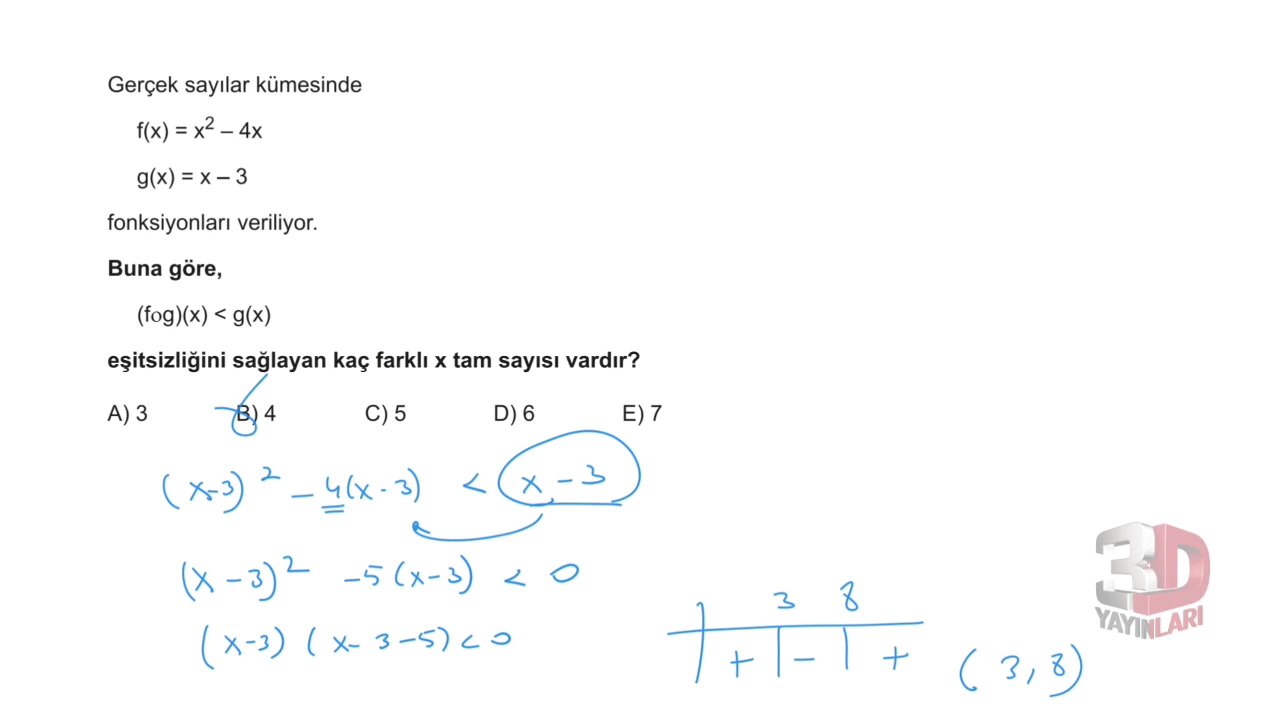 Gerçek sayılar kümesinde
f(x) = x² – 4x
g(x) = x – 3
fonksiyonları veriliyor.
Buna göre,
(fog)(x) < g(x)
eşitsizliğini sağlayan kaç farklı x tam sayısı vardır?
A) 3 B) 4 C) 5 D) 6 E) 7
(x-3)² - 4(x-3) < x-3
(x-3)² -5(x-3) < 0
(x-3)(x-3-5)<0
3 8
+ - +
(3,8)
3D
YAYINLARI